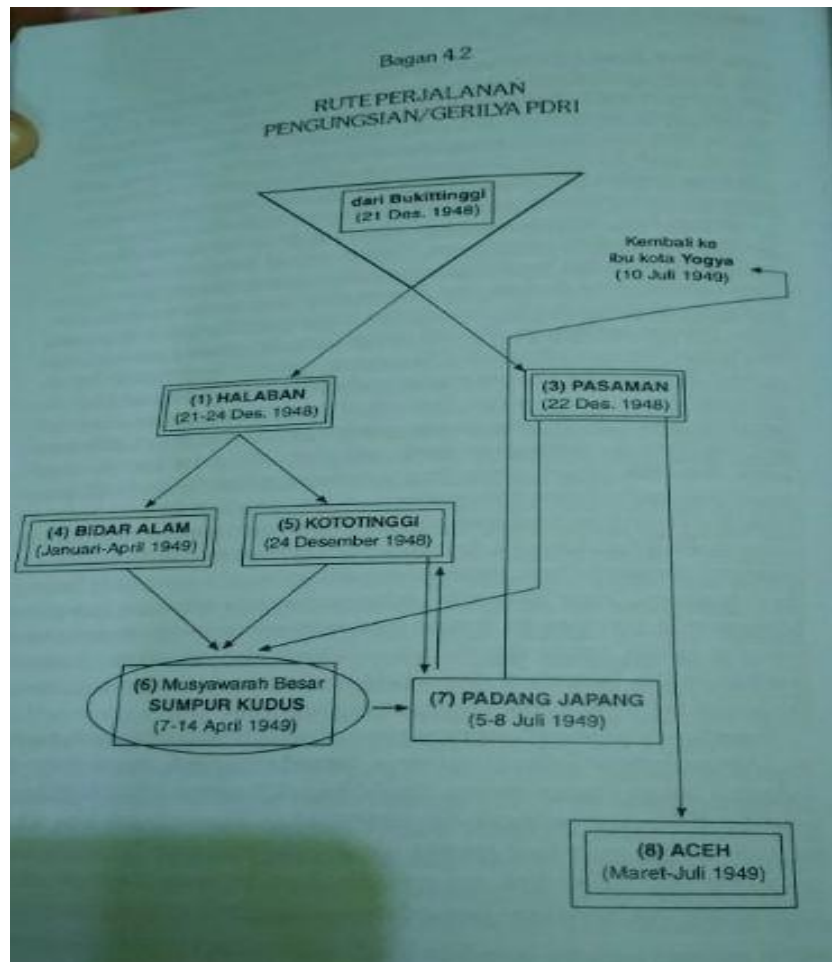 Bagan 4.2
RUTE PERJALANAN
PENGUNGSIAN/GERILYA PDRI
dari Bukittinggi
(21 Des. 1948)
Kembali ke
ibu kota Yogya
(10 Juli 1949)
(1) HALABAN
(21-24 Des. 1948)
(3) PASAMAN
(22 Des. 1948)
(4) BIDAR ALAM
(Januari-April 1949)
(5) KOTOTINGGI
(24 Desember 1948)
(6) Musyawarah Besar
SUMPUR KUDUS
(7-14 April 1949)
(7) PADANG JAPANG
(5-8 Juli 1949)
(8) ACEH
(Maret-Juli 1949)